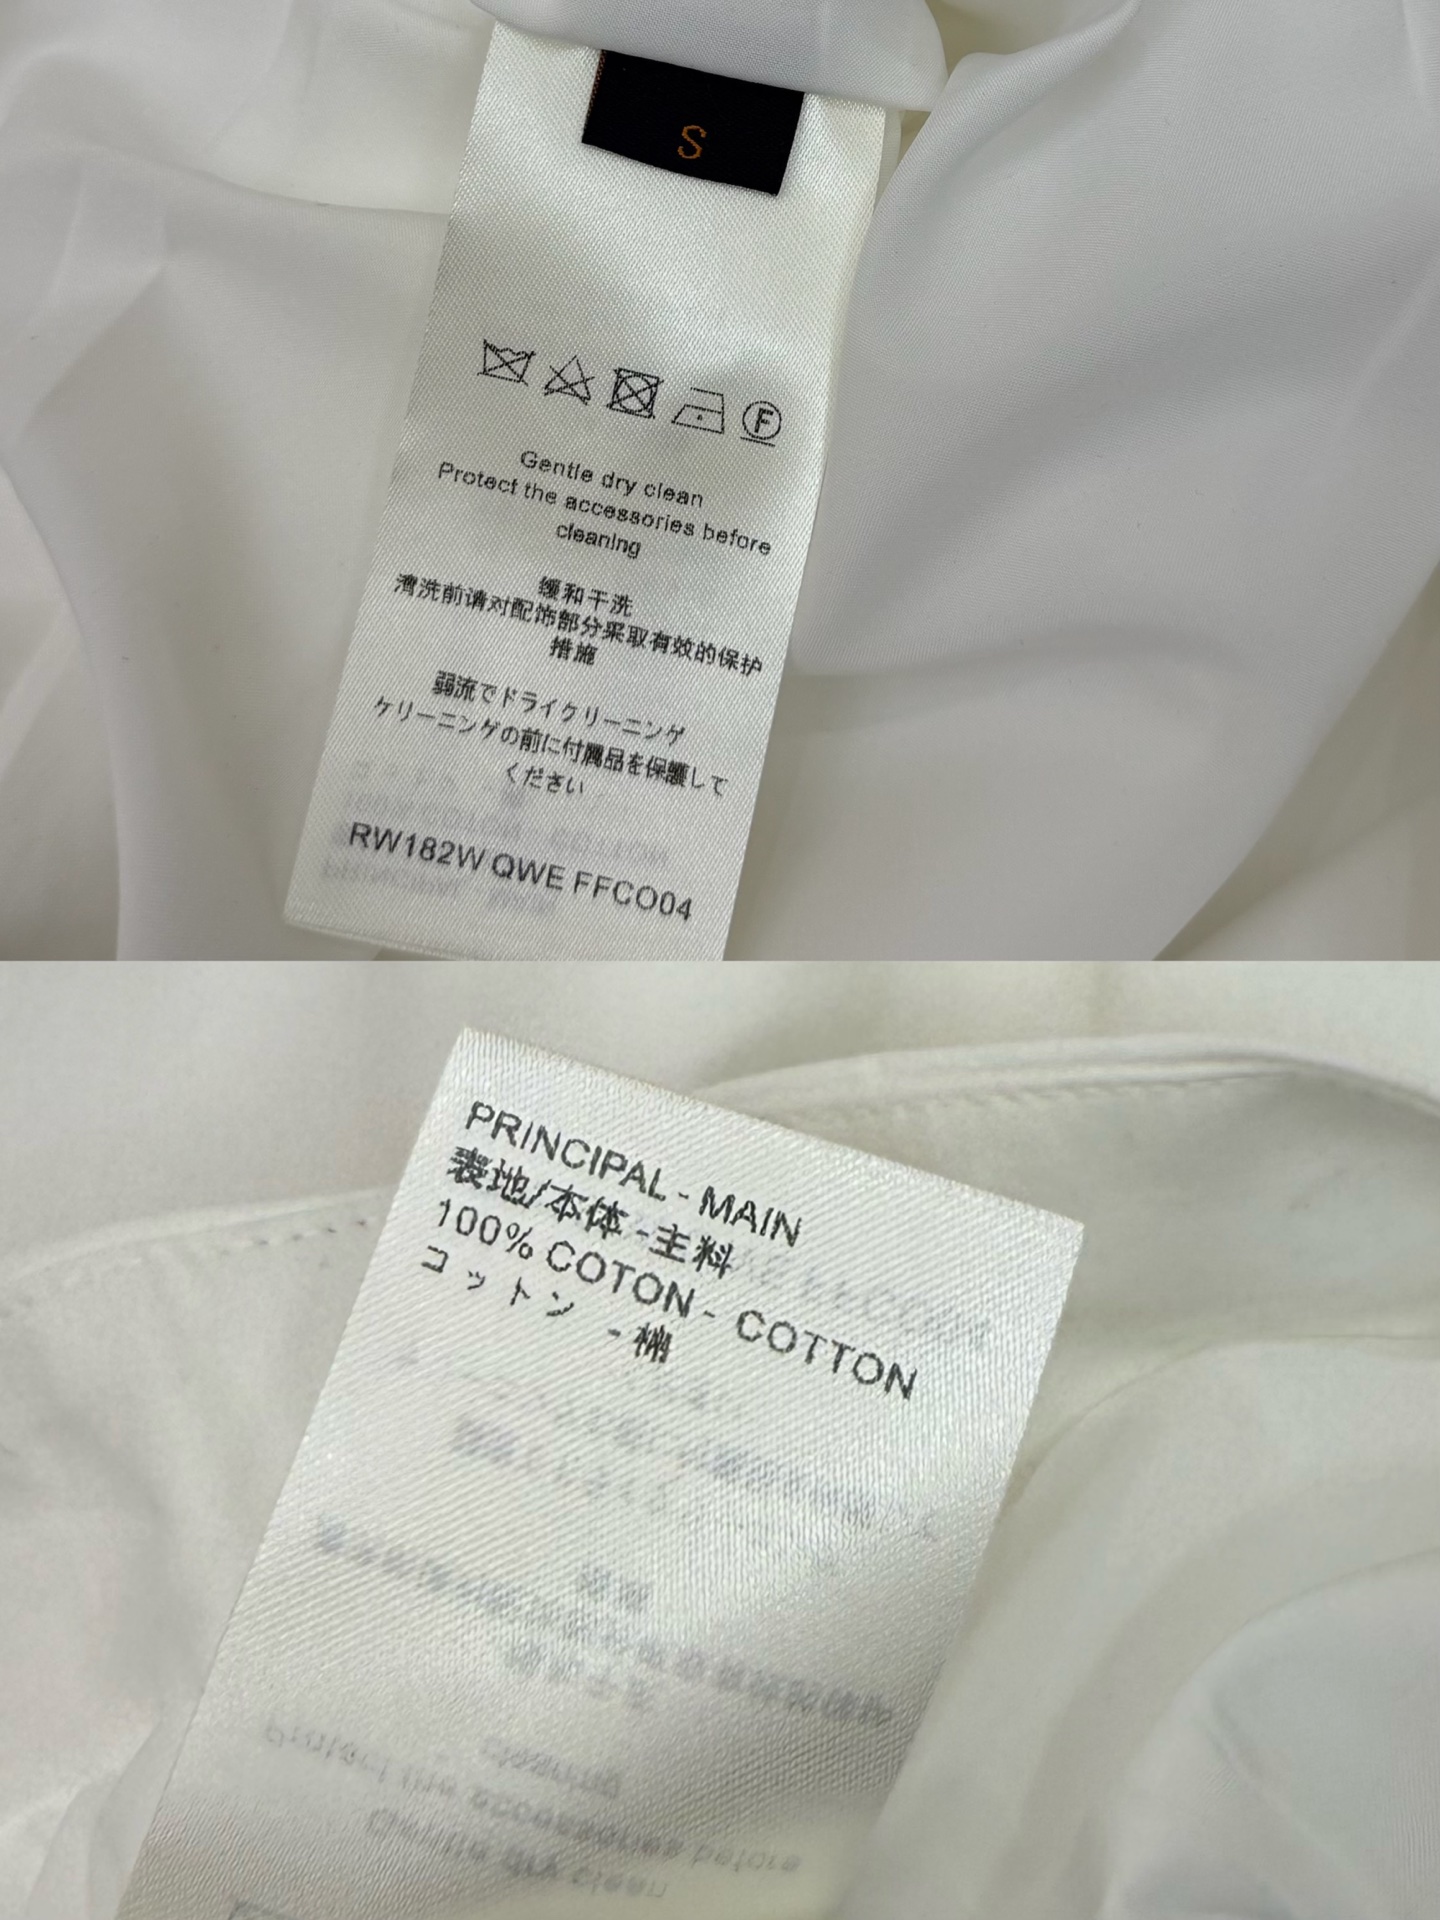 S
F
Gentle dry clean
Protect the accessories before
cleaning
缓和干洗
清洗前请对配饰部分采取有效的保护
措施
弱流でドライクリーニング
クリーニングの前に付属品を保護して
ください
RW182W QWE FFCO04
PRINCIPAL - MAIN
表地/本体 -主料
100% COTON - COTTON
コットン -棉